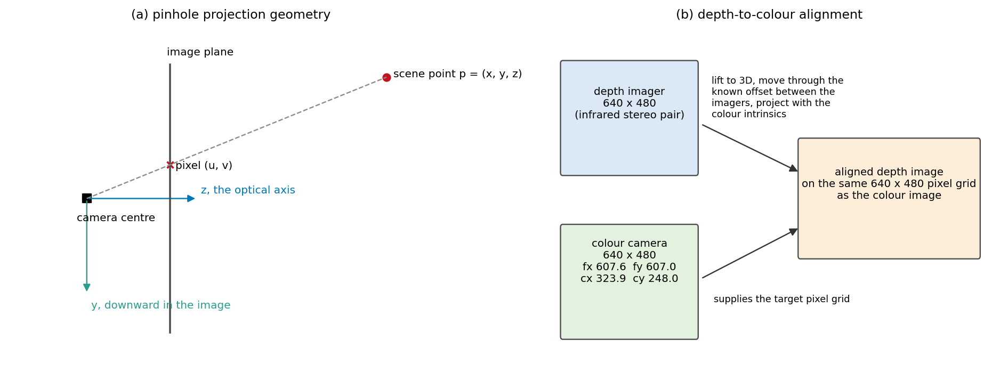 (a) pinhole projection geometry
image plane
scene point p = (x, y, z)
pixel (u, v)
z, the optical axis
camera centre
y, downward in the image
(b) depth-to-colour alignment
depth imager
640 x 480
(infrared stereo pair)
lift to 3D, move through the
known offset between the
imagers, project with the
colour intrinsics
aligned depth image
on the same 640 x 480 pixel grid
as the colour image
colour camera
640 x 480
fx 607.6  fy 607.0
cx 323.9  cy 248.0
supplies the target pixel grid